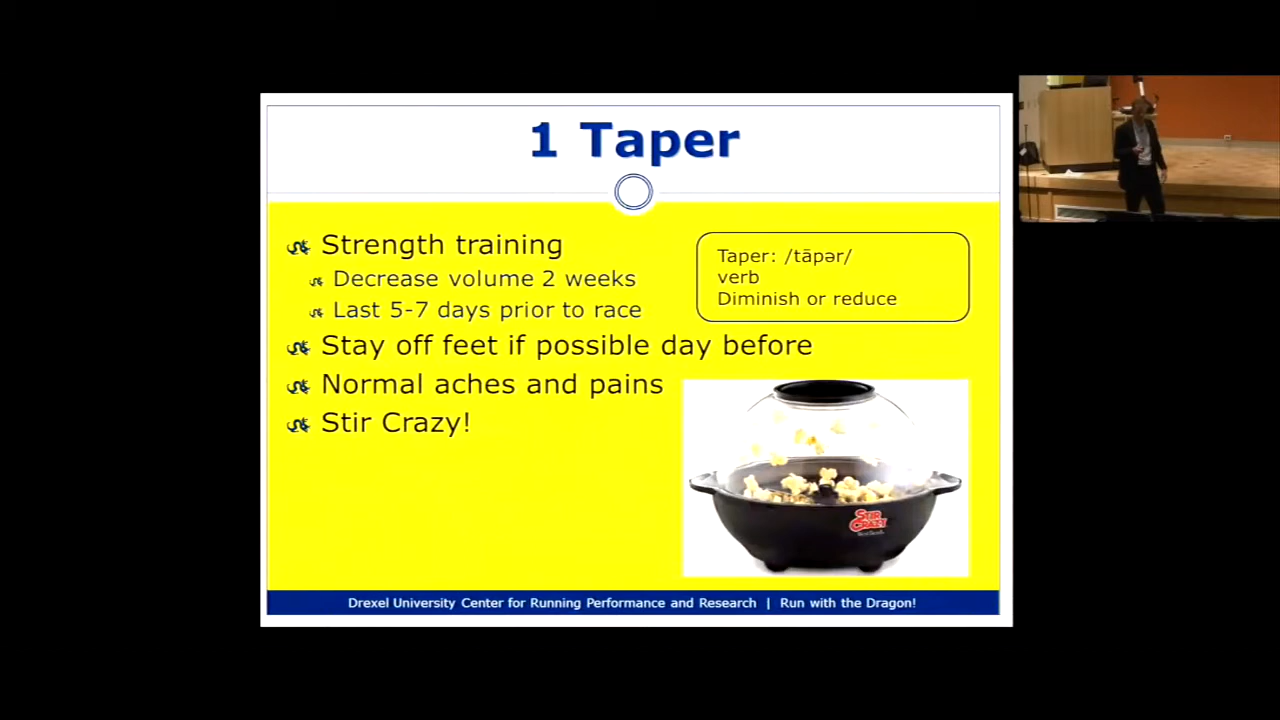 1 Taper
Strength training
Decrease volume 2 weeks
Last 5-7 days prior to race
Stay off feet if possible day before
Normal aches and pains
Stir Crazy!
Taper: /tāpər/
verb
Diminish or reduce
STIR
CRAZY
Drexel University Center for Running Performance and Research | Run with the Dragon!